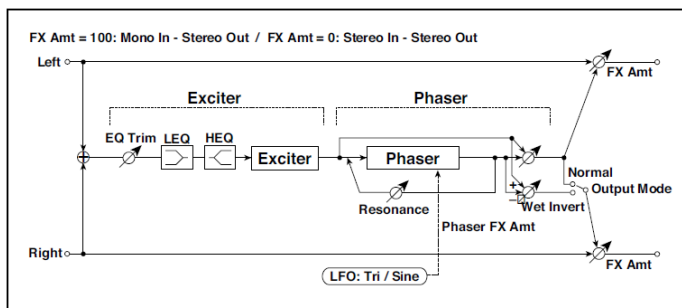 FX Amt = 100: Mono In - Stereo Out / FX Amt = 0: Stereo In - Stereo Out
Left
FX Amt
Exciter
Phaser
EQ Trim
LEQ
HEQ
Exciter
Phaser
Normal
Output Mode
+
−
Wet Invert
Resonance
Phaser FX Amt
Right
FX Amt
LFO: Tri / Sine